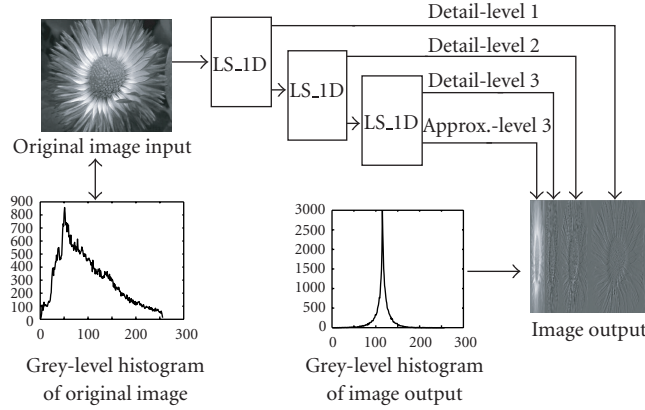 Detail-level 1
Detail-level 2
LS_1D
LS_1D
Detail-level 3
LS_1D
Approx.-level 3
Original image input
900
800
700
600
500
400
300
200
100
0
0 100 200 300
3000
2500
2000
1500
1000
500
0
0 100 200 300
Image output
Grey-level histogram
of original image
Grey-level histogram
of image output